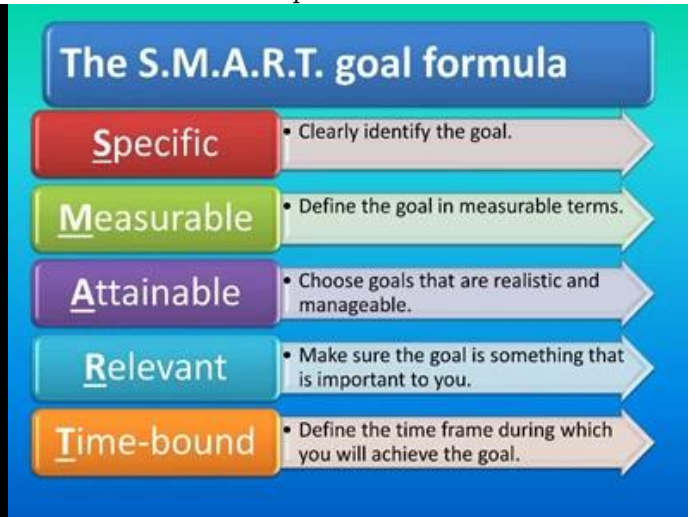 The S.M.A.R.T. goal formula
Specific
• Clearly identify the goal.
Measurable
• Define the goal in measurable terms.
Attainable
• Choose goals that are realistic and
manageable.
Relevant
• Make sure the goal is something that
is important to you.
Time-bound
• Define the time frame during which
you will achieve the goal.